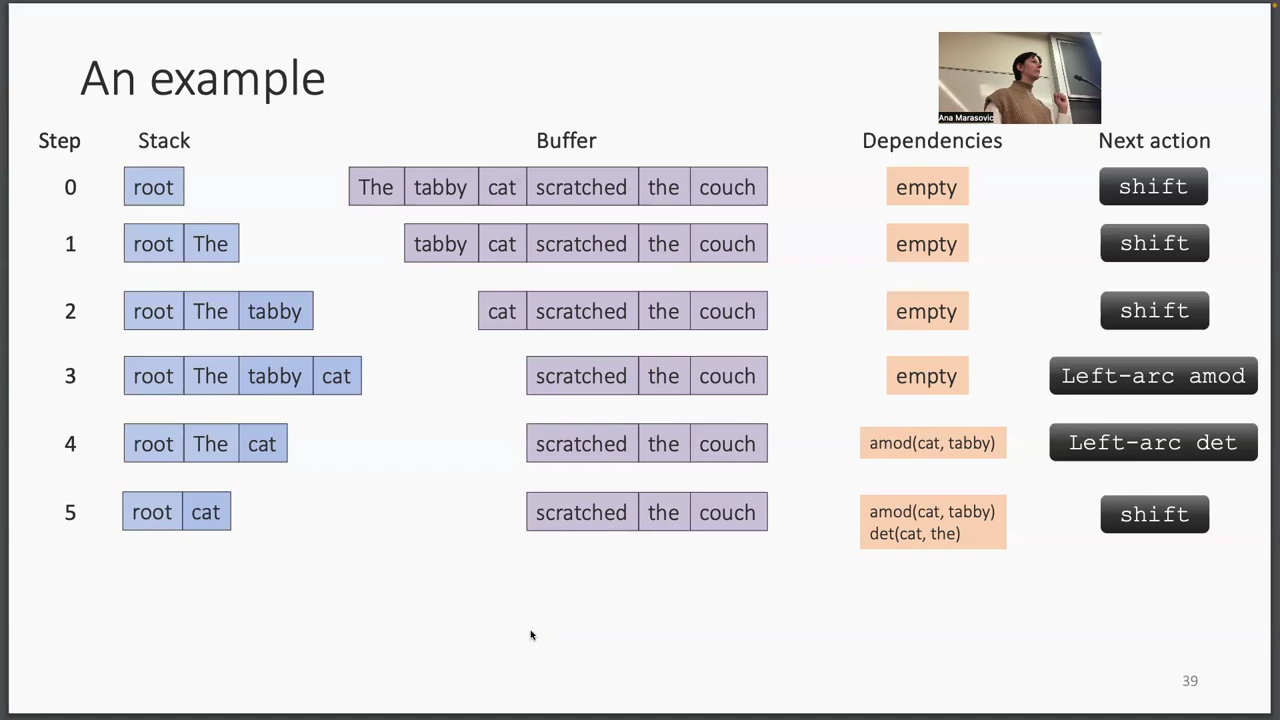 An example
Ana Marasovic
Step Stack Buffer Dependencies Next action
0 root The tabby cat scratched the couch empty shift
1 root The tabby cat scratched the couch empty shift
2 root The tabby cat scratched the couch empty shift
3 root The tabby cat scratched the couch empty Left-arc amod
4 root The cat scratched the couch amod(cat, tabby) Left-arc det
5 root cat scratched the couch amod(cat, tabby) shift
det(cat, the)
39